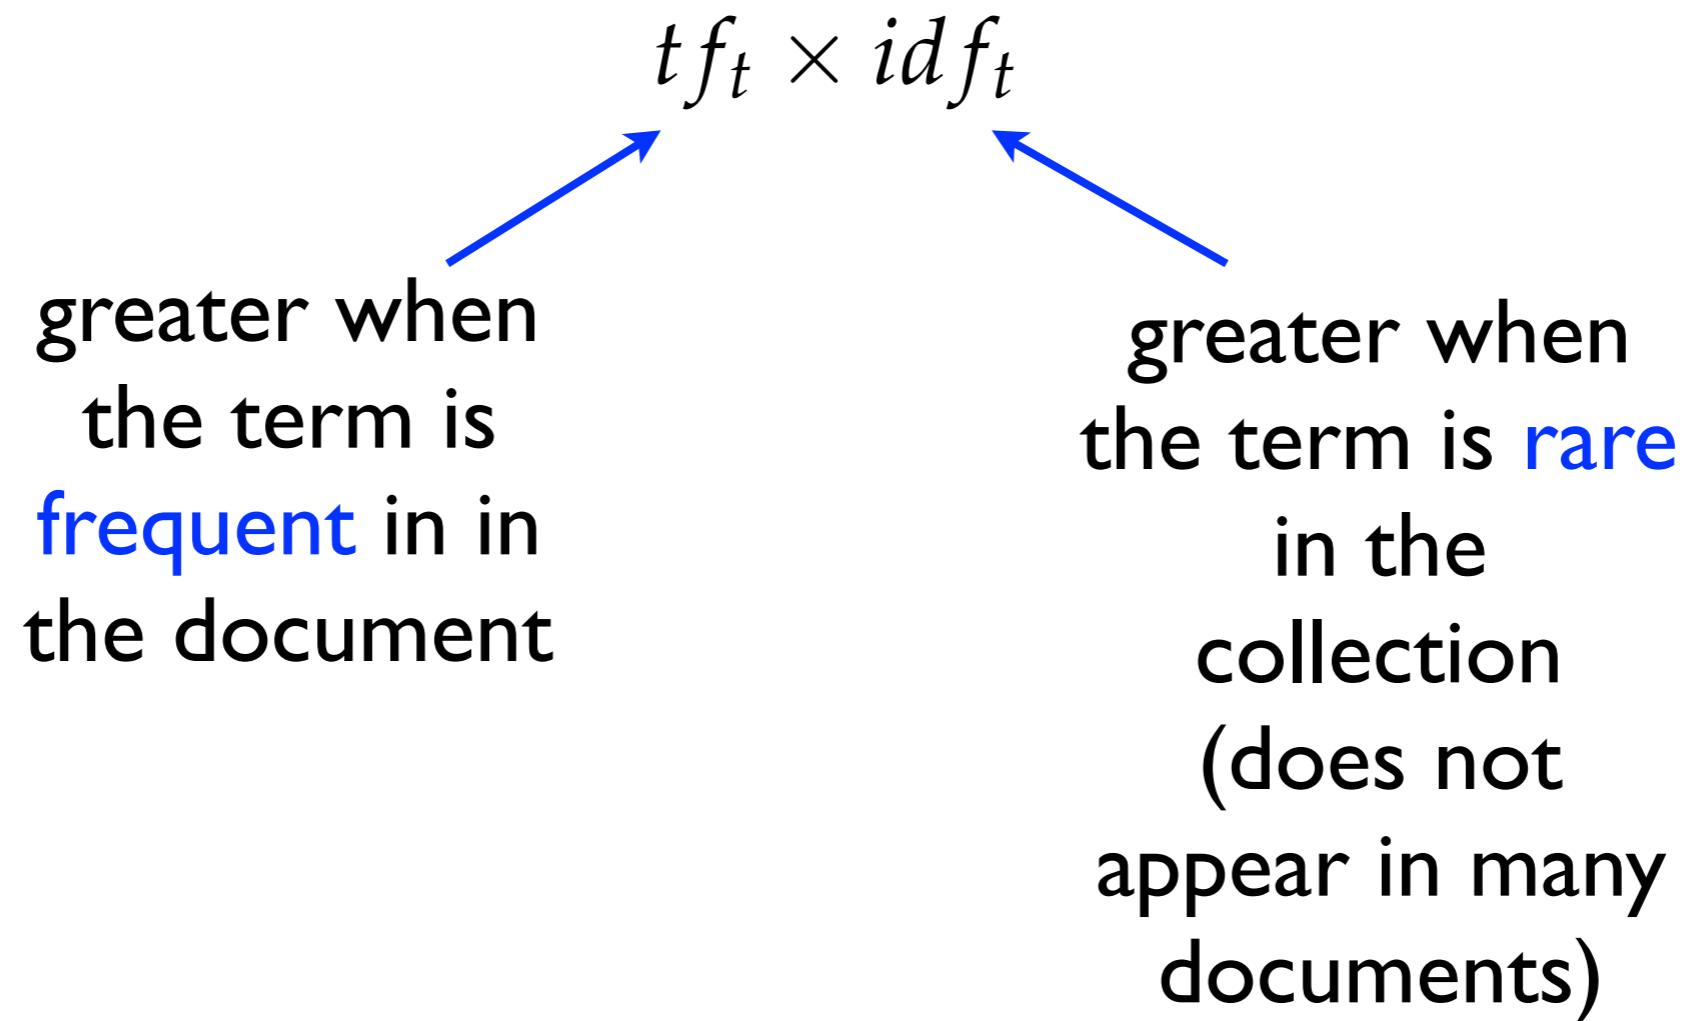 tf_t × idf_t
greater when
the term is
frequent in in
the document
greater when
the term is rare
in the
collection
(does not
appear in many
documents)